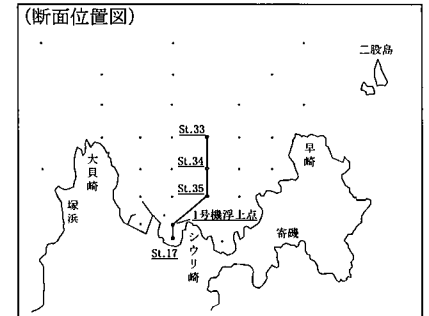 (断面位置図)
二股島
St.33
早崎
大貝崎
St.34
St.35
塚浜
1号機浮上点
寄磯
シウリ崎
St.17